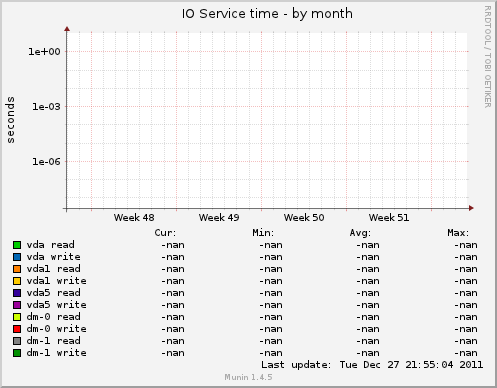 IO Service time - by month
RRDTOOL / TOBI OETIKER
seconds
1e+00
1e-03
1e-06
Week 48 Week 49 Week 50 Week 51
Cur: Min: Avg: Max:
vda read -nan -nan -nan -nan
vda write -nan -nan -nan -nan
vda1 read -nan -nan -nan -nan
vda1 write -nan -nan -nan -nan
vda5 read -nan -nan -nan -nan
vda5 write -nan -nan -nan -nan
dm-0 read -nan -nan -nan -nan
dm-0 write -nan -nan -nan -nan
dm-1 read -nan -nan -nan -nan
dm-1 write -nan -nan -nan -nan
Last update: Tue Dec 27 21:55:04 2011
Munin 1.4.5